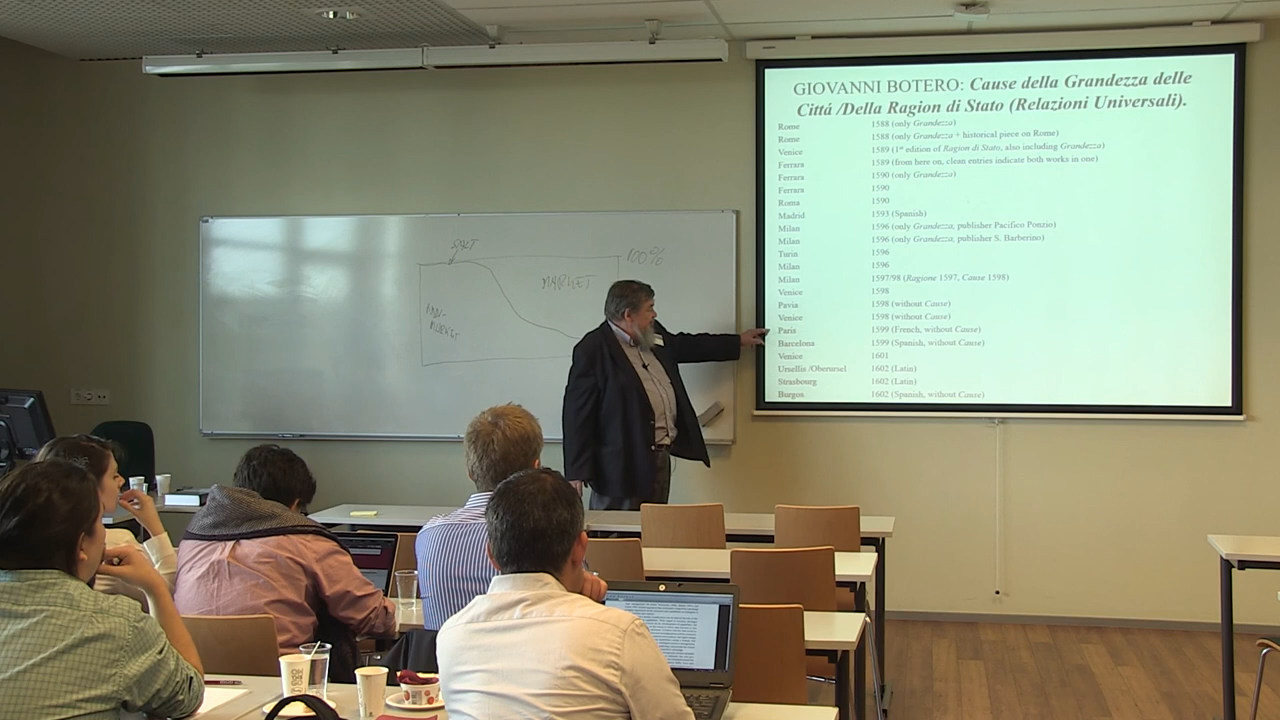 GIOVANNI BOTERO: Cause della Grandezza delle
Cittá /Della Ragion di Stato (Relazioni Universali).
Rome 1588 (only Grandezza)
Rome 1588 (only Grandezza + historical piece on Rome)
Venice 1589 (1st edition of Ragion di Stato, also including Grandezza)
Ferrara 1589 (from here on, clean entries indicate both works in one)
Ferrara 1590 (only Grandezza)
Ferrara 1590
Roma 1590
Madrid 1593 (Spanish)
Milan 1596 (only Grandezza, publisher Pacifico Ponzio)
Milan 1596 (only Grandezza, publisher S. Barberino)
Turin 1596
Milan 1596
Milan 1597/98 (Ragione 1597, Cause 1598)
Venice 1598
Pavia 1598 (without Cause)
Venice 1598 (without Cause)
Paris 1599 (French, without Cause)
Barcelona 1599 (Spanish, without Cause)
Venice 1601
Ursellis /Oberursel 1602 (Latin)
Strasbourg 1602 (Latin)
Burgos 1602 (Spanish, without Cause)
100%
MARKET